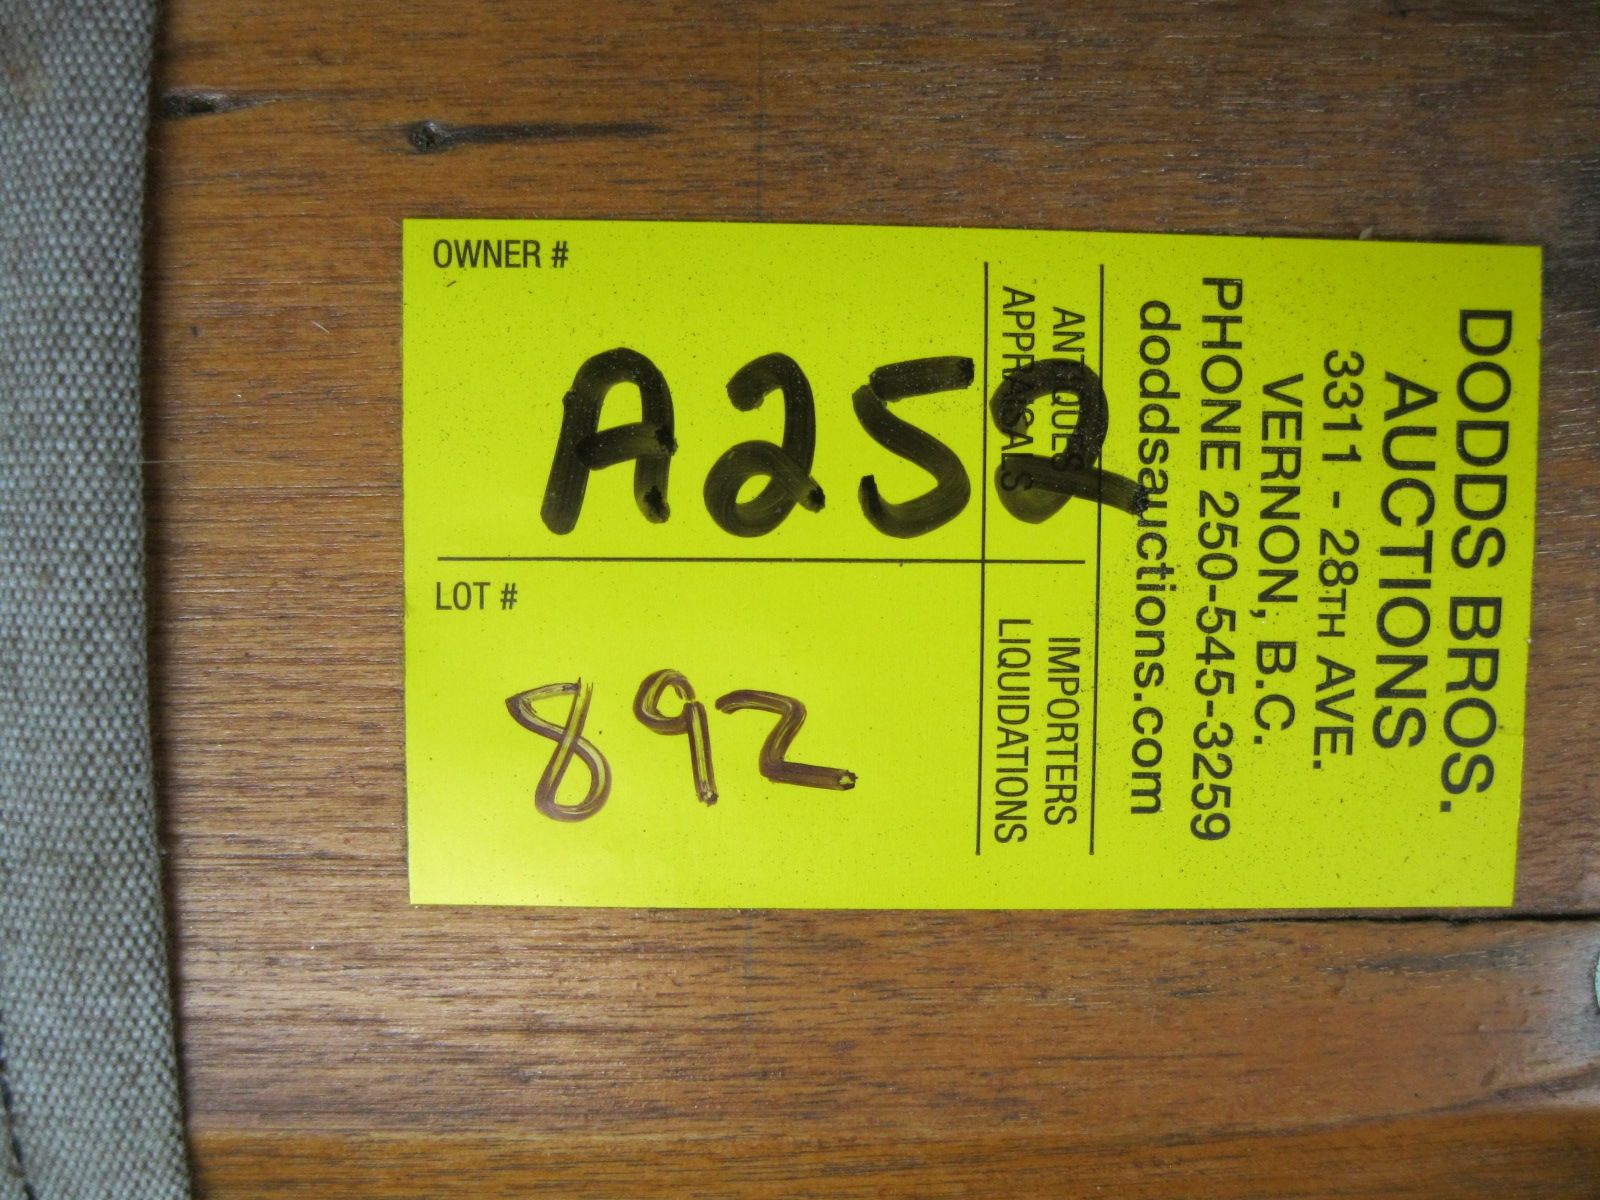 OWNER #
A252
LOT #
892
DODDS BROS.
AUCTIONS
3311 - 28TH AVE.
VERNON, B.C.
PHONE 250-545-3259
doddsauctions.com
ANTIQUES IMPORTERS
APPRAISALS LIQUIDATIONS